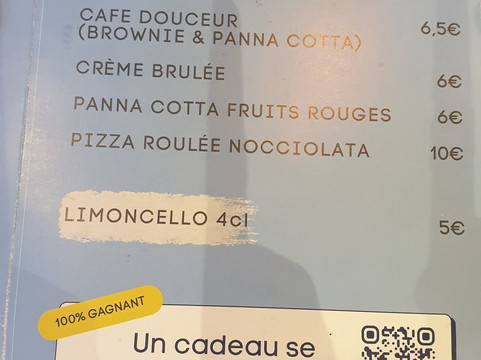 CAFE DOUCEUR
(BROWNIE & PANNA COTTA) 6,5€
CRÈME BRULÉE 6€
PANNA COTTA FRUITS ROUGES 6€
PIZZA ROULÉE NOCCIOLATA 10€
LIMONCELLO 4cl 5€
100% GAGNANT
Un cadeau se